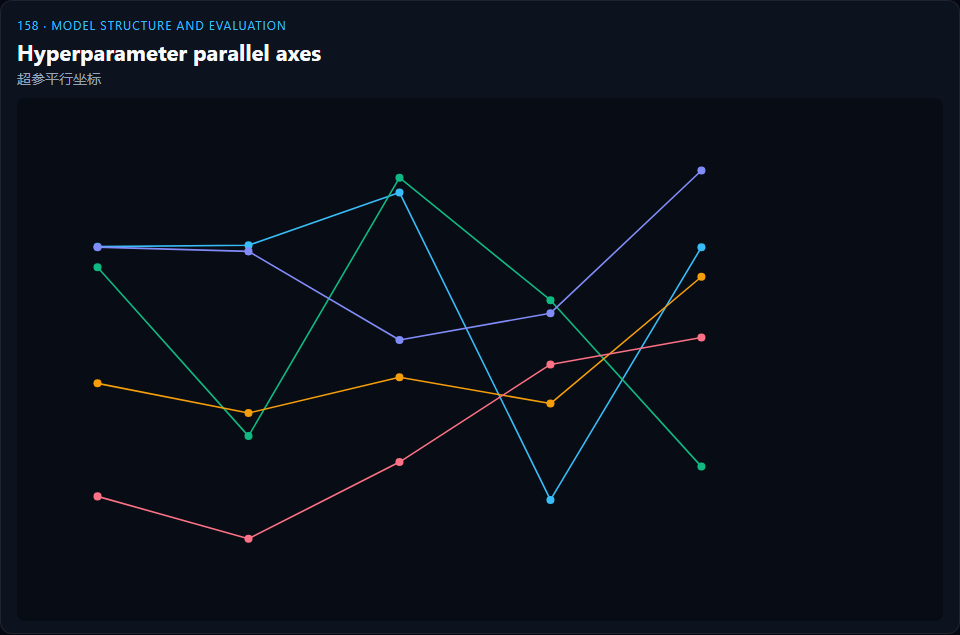 158 · MODEL STRUCTURE AND EVALUATION
Hyperparameter parallel axes
超参平行坐标